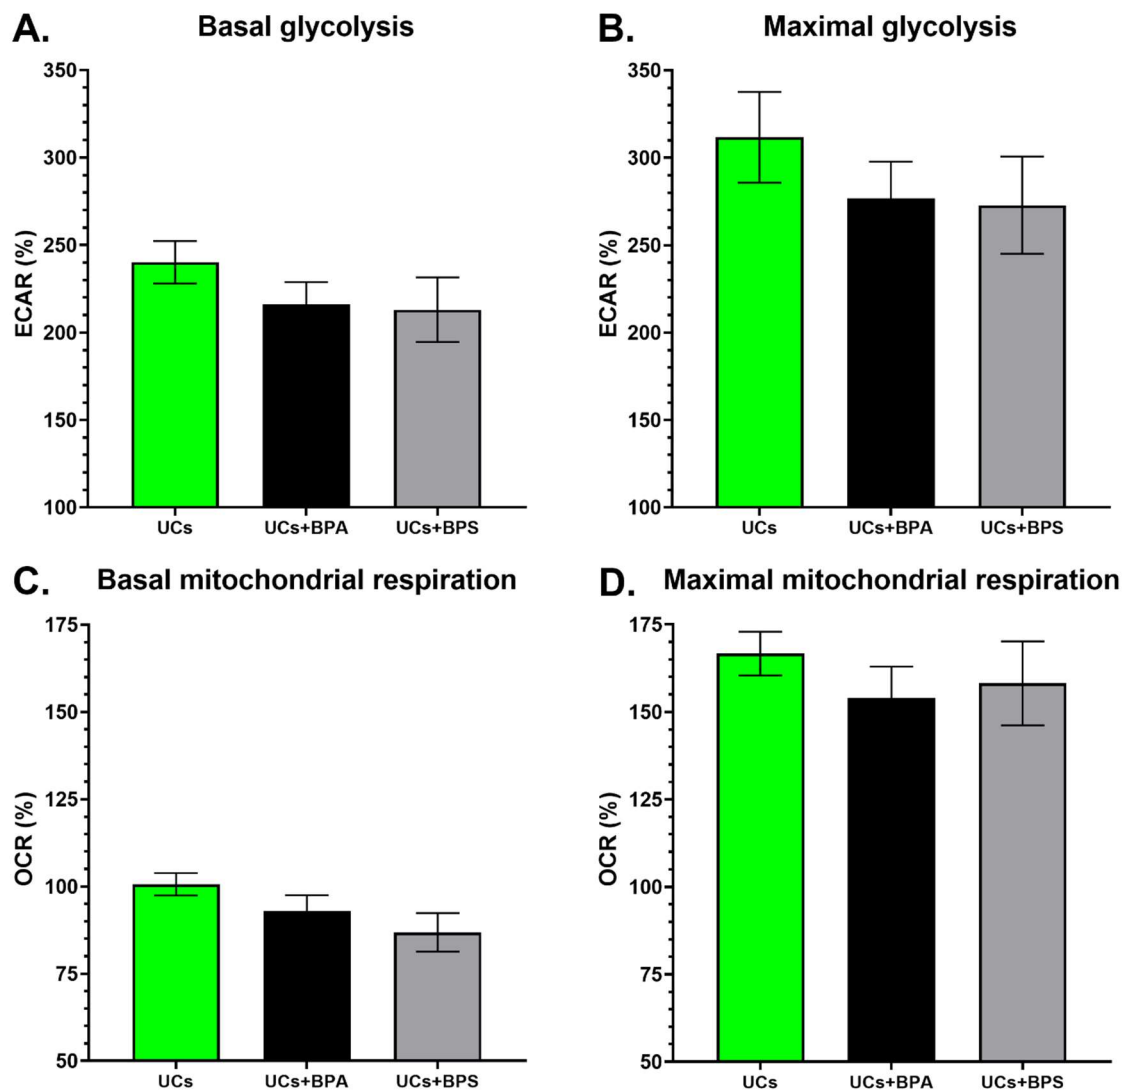 A. Basal glycolysis
350
300
250
200
150
100
ECAR (%)
UCs UCs+BPA UCs+BPS
B. Maximal glycolysis
350
300
250
200
150
100
ECAR (%)
UCs UCs+BPA UCs+BPS
C. Basal mitochondrial respiration
175
150
125
100
75
50
OCR (%)
UCs UCs+BPA UCs+BPS
D. Maximal mitochondrial respiration
175
150
125
100
75
50
OCR (%)
UCs UCs+BPA UCs+BPS